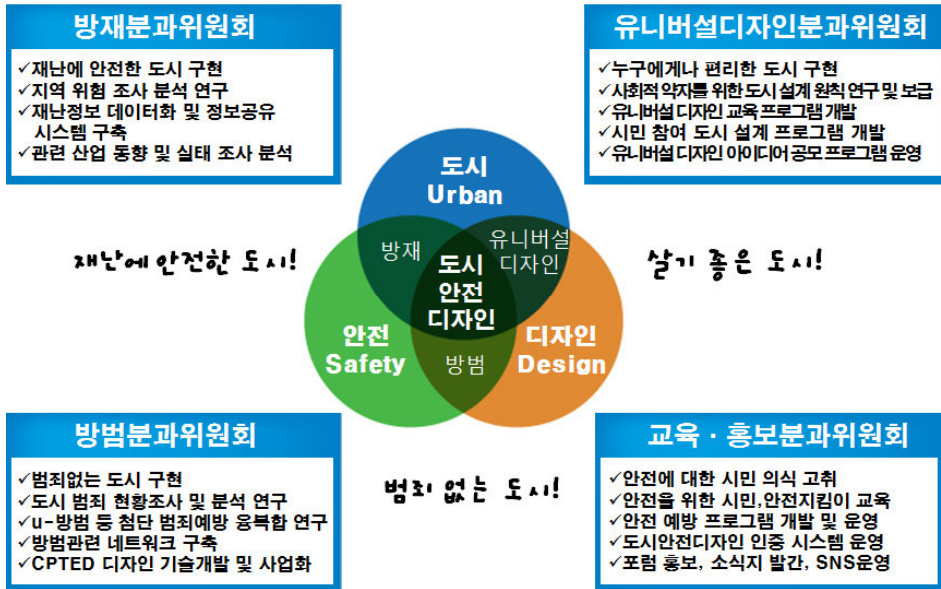 방재분과위원회
✓재난에 안전한 도시 구현
✓지역 위험 조사 분석 연구
✓재난정보 데이터화 및 정보공유
시스템 구축
✓관련 산업 동향 및 실태 조사 분석
유니버설디자인분과위원회
✓누구에게나 편리한 도시 구현
✓사회적 약자를 위한 도시 설계 원칙 연구 및 보급
✓유니버설 디자인 교육 프로그램 개발
✓시민 참여 도시 설계 프로그램 개발
✓유니버설 디자인 아이디어 공모 프로그램 운영
도시
Urban
방재
유니버설
디자인
도시
안전
디자인
안전
Safety
방범
디자인
Design
재난에 안전한 도시!
살기 좋은 도시!
범죄 없는 도시!
방범분과위원회
✓범죄없는 도시 구현
✓도시 범죄 현황조사 및 분석 연구
✓u-방범 등 첨단 범죄예방 융복합 연구
✓방범관련 네트워크 구축
✓CPTED 디자인 기술개발 및 사업화
교육 · 홍보분과위원회
✓안전에 대한 시민 의식 고취
✓안전을 위한 시민,안전지킴이 교육
✓안전 예방 프로그램 개발 및 운영
✓도시안전디자인 인증 시스템 운영
✓포럼 홍보, 소식지 발간, SNS운영